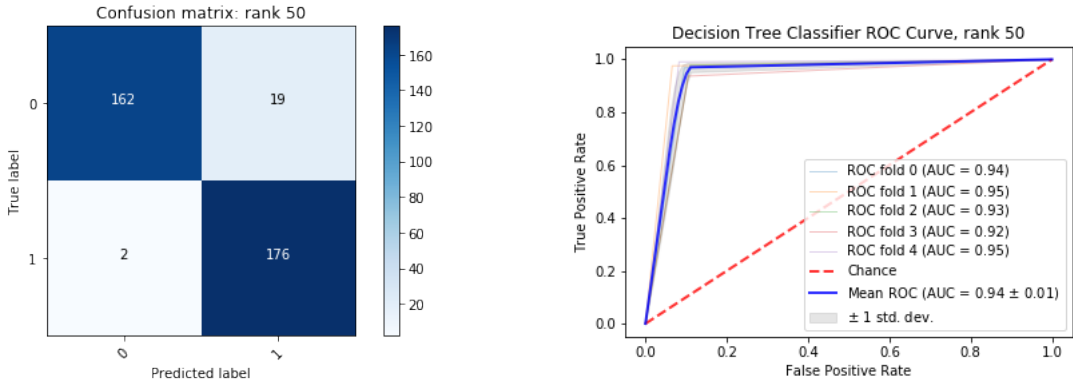 Confusion matrix: rank 50
162
19
2
176
0
1
True label
0
1
Predicted label
160
140
120
100
80
60
40
20
Decision Tree Classifier ROC Curve, rank 50
1.0
0.8
0.6
0.4
0.2
0.0
True Positive Rate
ROC fold 0 (AUC = 0.94)
ROC fold 1 (AUC = 0.95)
ROC fold 2 (AUC = 0.93)
ROC fold 3 (AUC = 0.92)
ROC fold 4 (AUC = 0.95)
Chance
Mean ROC (AUC = 0.94 ± 0.01)
± 1 std. dev.
0.0 0.2 0.4 0.6 0.8 1.0
False Positive Rate